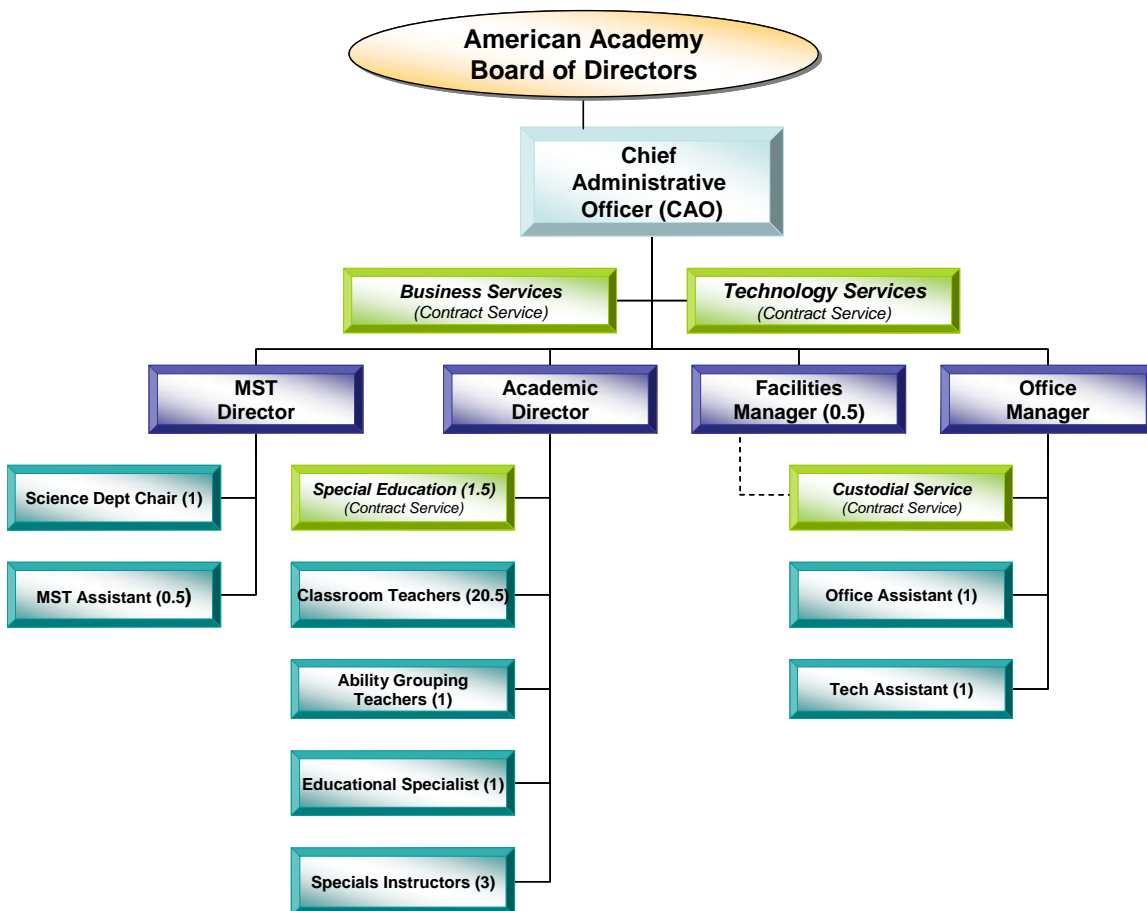 American Academy
Board of Directors
Chief
Administrative
Officer (CAO)
Business Services
(Contract Service)
Technology Services
(Contract Service)
MST
Director
Academic
Director
Facilities
Manager (0.5)
Office
Manager
Science Dept Chair (1)
Special Education (1.5)
(Contract Service)
Custodial Service
(Contract Service)
MST Assistant (0.5)
Classroom Teachers (20.5)
Office Assistant (1)
Ability Grouping
Teachers (1)
Tech Assistant (1)
Educational Specialist (1)
Specials Instructors (3)